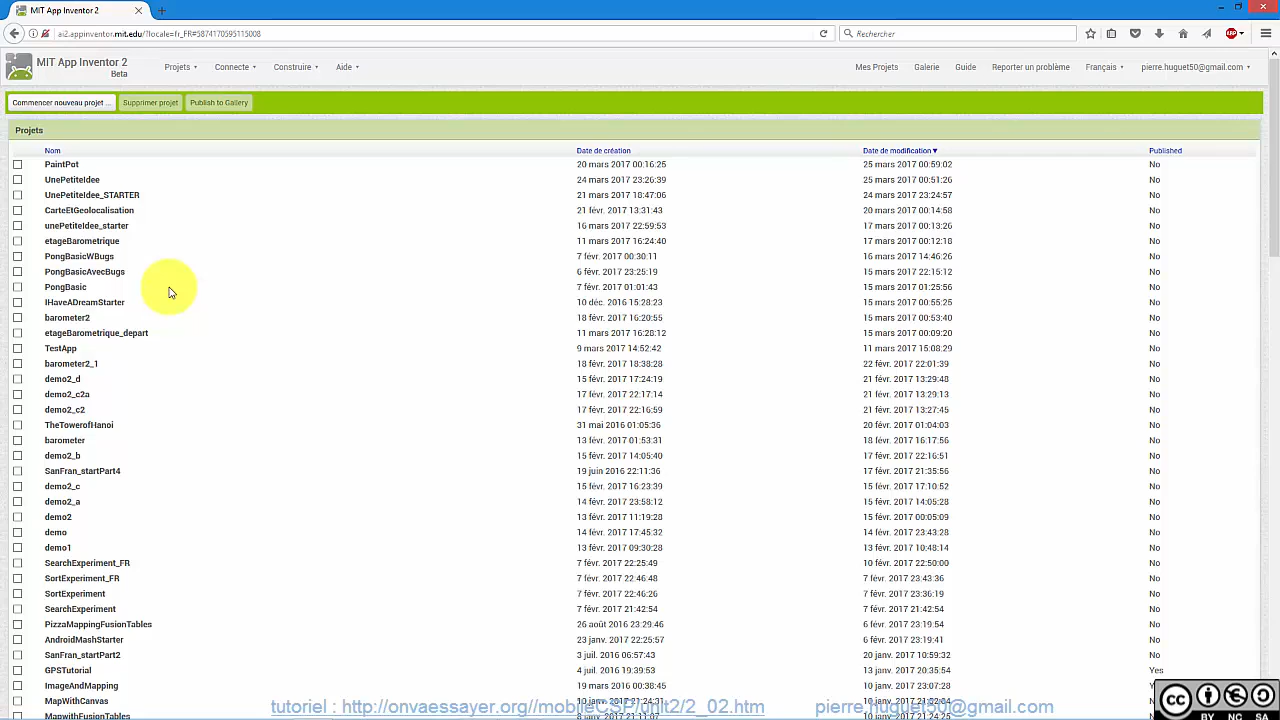 MIT App Inventor 2
ai2.appinventor.mit.edu/?locale=fr_FR#5874170595115008
Rechercher
ABP
MIT App Inventor 2
Beta
Projets Connecte Construire Aide Mes Projets Galerie Guide Reporter un problème Français pierre.huguet50@gmail.com
Commencer nouveau projet ... Supprimer projet Publish to Gallery
Projets
Nom Date de création Date de modification Published
PaintPot 20 mars 2017 00:16:25 25 mars 2017 00:59:02 No
UnePetiteIdee 24 mars 2017 23:26:39 25 mars 2017 00:51:26 No
UnePetiteIdee_STARTER 21 mars 2017 18:47:06 24 mars 2017 23:24:57 No
CarteEtGeolocalisation 21 févr. 2017 13:31:43 20 mars 2017 00:14:58 No
unePetiteIdee_starter 16 mars 2017 22:59:53 17 mars 2017 00:13:26 No
etageBarometrique 11 mars 2017 16:24:40 17 mars 2017 00:12:18 No
PongBasicWBugs 7 févr. 2017 00:30:11 16 mars 2017 14:46:26 No
PongBasicAvecBugs 6 févr. 2017 23:25:19 15 mars 2017 22:15:12 No
PongBasic 7 févr. 2017 01:01:43 15 mars 2017 01:25:56 No
IHaveADreamStarter 10 déc. 2016 15:28:23 15 mars 2017 00:55:25 No
barometer2 18 févr. 2017 16:20:55 15 mars 2017 00:53:40 No
etageBarometrique_depart 11 mars 2017 16:28:12 15 mars 2017 00:09:20 No
TestApp 9 mars 2017 14:52:42 11 mars 2017 15:08:29 No
barometer2_1 18 févr. 2017 18:38:28 22 févr. 2017 22:01:39 No
demo2_d 15 févr. 2017 17:24:19 21 févr. 2017 13:29:48 No
demo2_c2a 17 févr. 2017 22:17:14 21 févr. 2017 13:29:13 No
demo2_c2 17 févr. 2017 22:16:59 21 févr. 2017 13:27:45 No
TheTowerofHanoi 31 mai 2016 01:05:36 20 févr. 2017 01:04:03 No
barometer 13 févr. 2017 01:53:31 18 févr. 2017 16:17:56 No
demo2_b 15 févr. 2017 14:05:40 17 févr. 2017 22:16:51 No
SanFran_startPart4 19 juin 2016 22:11:36 17 févr. 2017 21:35:56 No
demo2_c 15 févr. 2017 16:23:39 15 févr. 2017 17:10:52 No
demo2_a 14 févr. 2017 23:58:12 15 févr. 2017 14:05:28 No
demo2 13 févr. 2017 11:19:28 15 févr. 2017 00:05:09 No
demo 14 févr. 2017 17:45:32 14 févr. 2017 23:43:28 No
demo1 13 févr. 2017 09:30:28 13 févr. 2017 10:48:14 No
SearchExperiment_FR 7 févr. 2017 22:25:49 10 févr. 2017 22:50:00 No
SortExperiment_FR 7 févr. 2017 22:46:48 7 févr. 2017 23:43:36 No
SortExperiment 7 févr. 2017 22:46:26 7 févr. 2017 23:36:19 No
SearchExperiment 7 févr. 2017 21:42:54 7 févr. 2017 21:42:54 No
PizzaMappingFusionTables 26 août 2016 23:29:46 6 févr. 2017 23:19:54 No
AndroidMashStarter 23 janv. 2017 22:25:57 6 févr. 2017 23:19:41 No
SanFran_startPart2 3 juil. 2016 06:57:43 20 janv. 2017 10:59:32 No
GPSTutorial 4 juil. 2016 19:39:53 13 janv. 2017 20:35:54 Yes
ImageAndMapping 19 mars 2016 00:38:45 10 janv. 2017 23:07:28
MapWithCanvas 9 janv. 2017 21:24:31
MapwithFusionTables
tutoriel : http://onvaessayer.org//mobileCSP/unit2/2_02.htm pierre.huguet50@gmail.com
cc BY NC SA